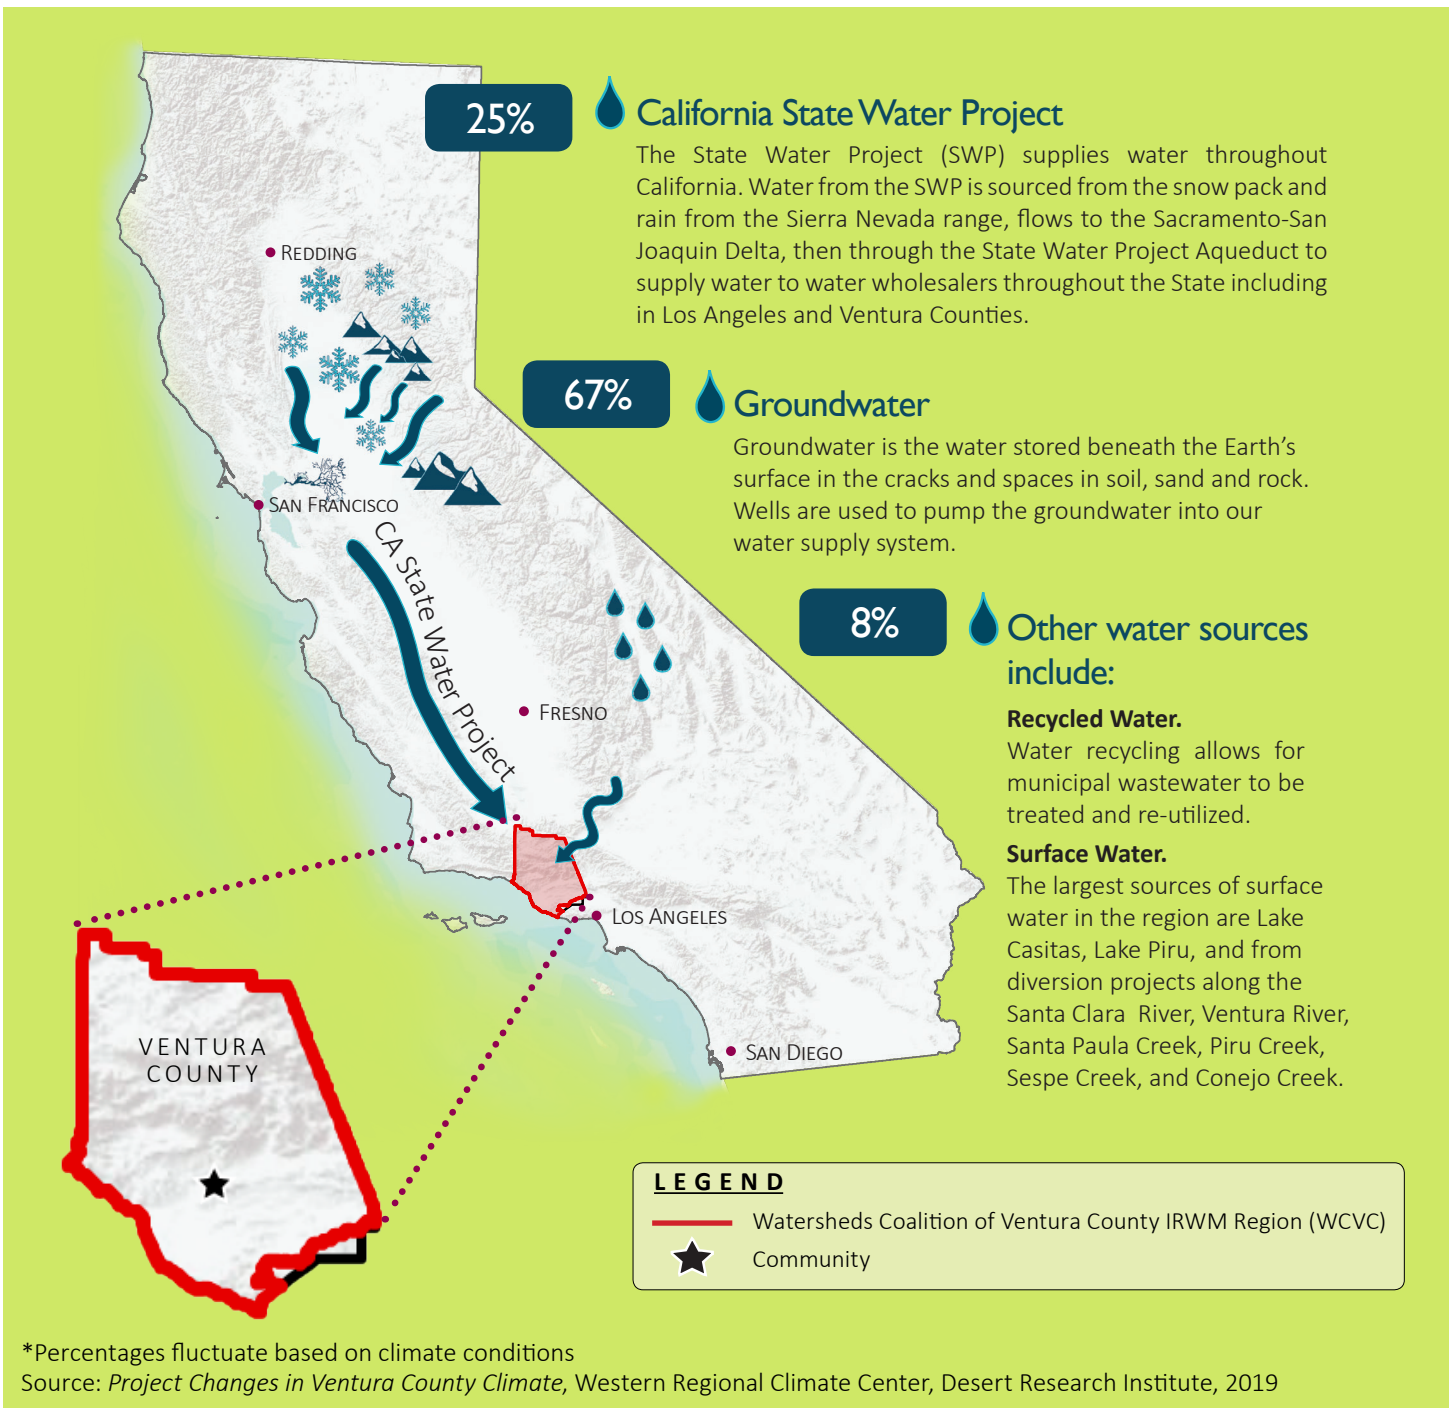 25%
California State Water Project
The State Water Project (SWP) supplies water throughout
California. Water from the SWP is sourced from the snow pack and
rain from the Sierra Nevada range, flows to the Sacramento-San
Joaquin Delta, then through the State Water Project Aqueduct to
supply water to water wholesalers throughout the State including
in Los Angeles and Ventura Counties.
67%
Groundwater
Groundwater is the water stored beneath the Earth’s
surface in the cracks and spaces in soil, sand and rock.
Wells are used to pump the groundwater into our
water supply system.
8%
Other water sources
include:
Recycled Water.
Water recycling allows for
municipal wastewater to be
treated and re-utilized.
Surface Water.
The largest sources of surface
water in the region are Lake
Casitas, Lake Piru, and from
diversion projects along the
Santa Clara River, Ventura River,
Santa Paula Creek, Piru Creek,
Sespe Creek, and Conejo Creek.
REDDING
SAN FRANCISCO
CA State Water Project
FRESNO
LOS ANGELES
SAN DIEGO
VENTURA
COUNTY
LEGEND
Watersheds Coalition of Ventura County IRWM Region (WCVC)
Community
*Percentages fluctuate based on climate conditions
Source: Project Changes in Ventura County Climate, Western Regional Climate Center, Desert Research Institute, 2019